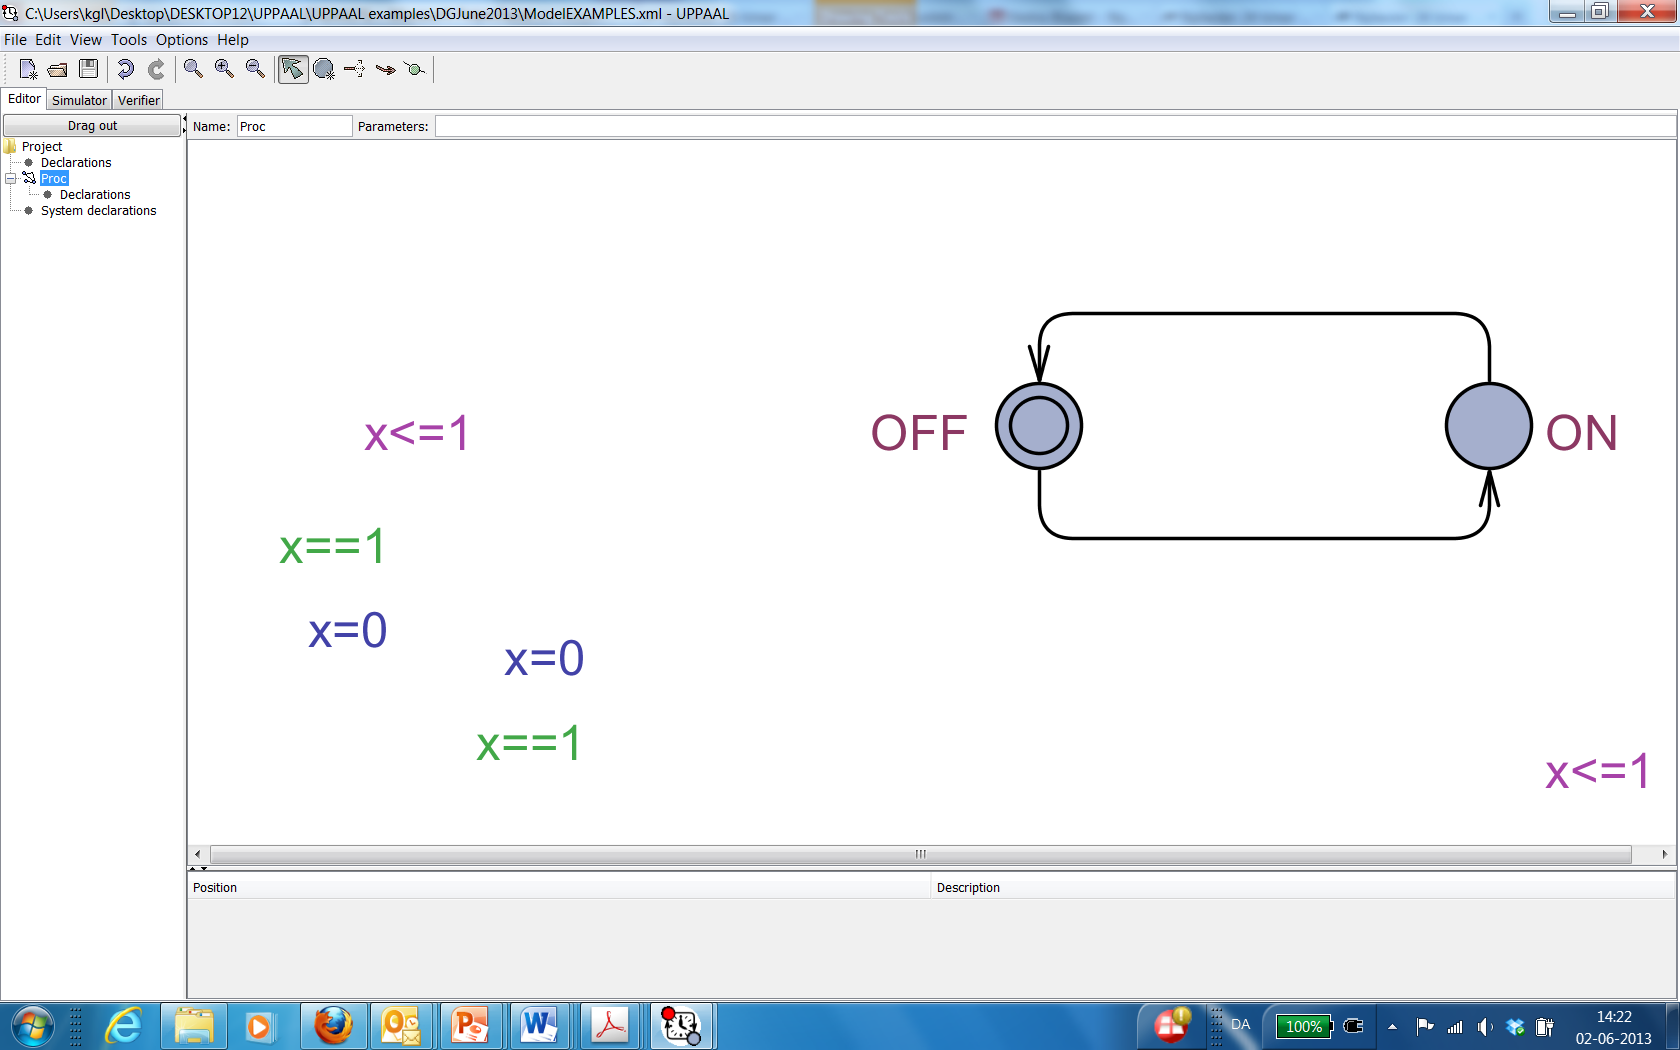 C:\Users\kgl\Desktop\DESKTOP12\UPPAAL\UPPAAL examples\DGJune2013\ModelEXAMPLES.xml - UPPAAL
File Edit View Tools Options Help
Editor Simulator Verifier
Drag out
Name: Proc Parameters:
Project
Declarations
Proc
Declarations
System declarations
OFF
ON
x<=1
x==1
x=0
x=0
x==1
x<=1
Position Description
DA 100% 14:22
02-06-2013